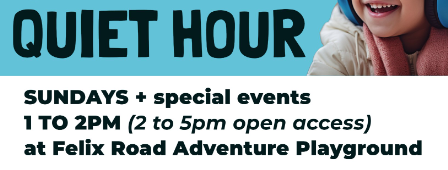 QUIET HOUR
SUNDAYS + special events
1 TO 2PM (2 to 5pm open access)
at Felix Road Adventure Playground